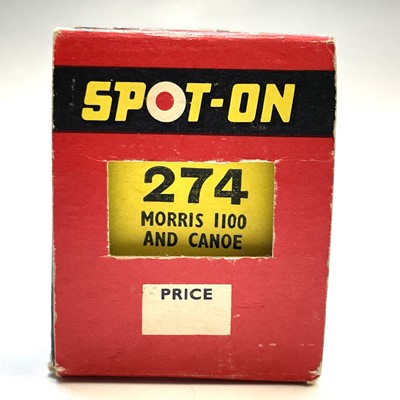 SPOT-ON
274
MORRIS 1100
AND CANOE
PRICE